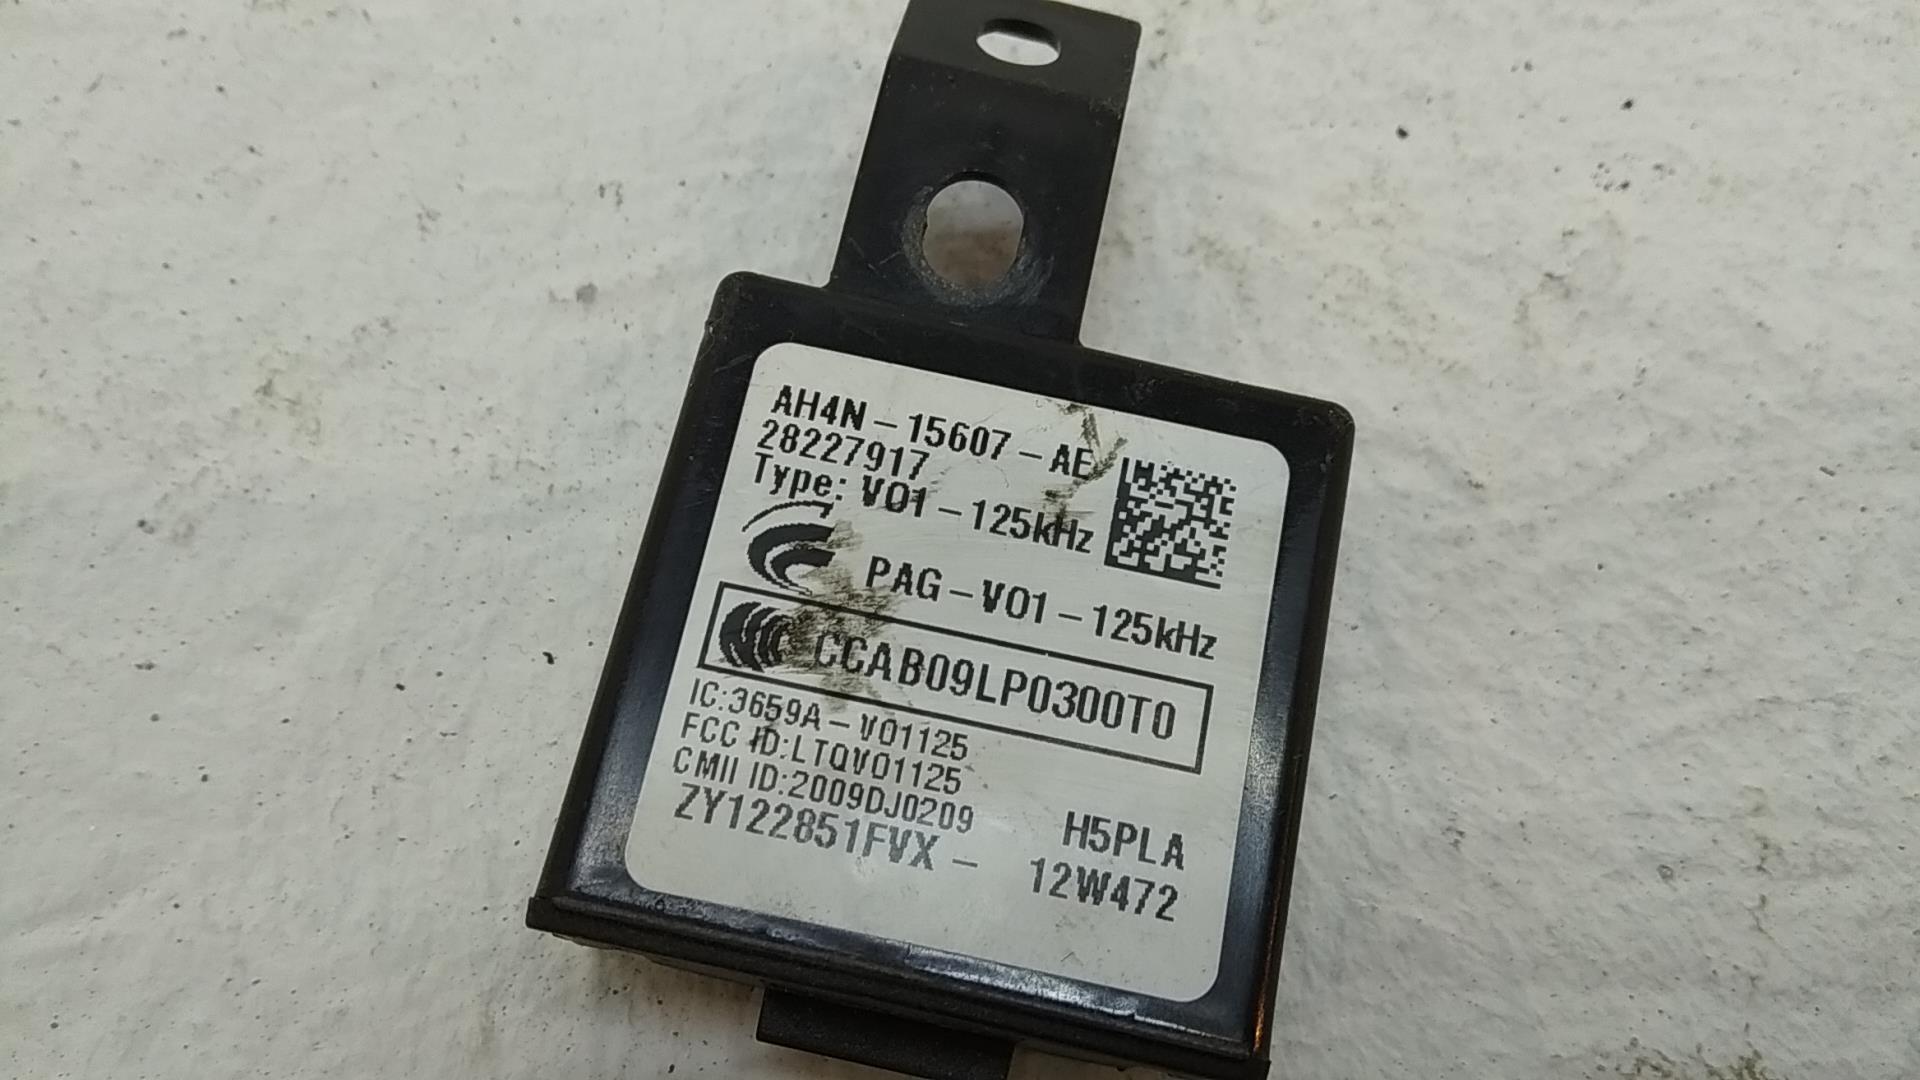 AH4N-15607-AE
28227917
Type: V01-125kHz
PAG-V01-125kHz
CCAB09LP0300T0
IC:3659A-V01125
FCC ID:LTQV01125
CMII ID:2009DJ0209
H5PLA
ZY122851FVX- 12W472